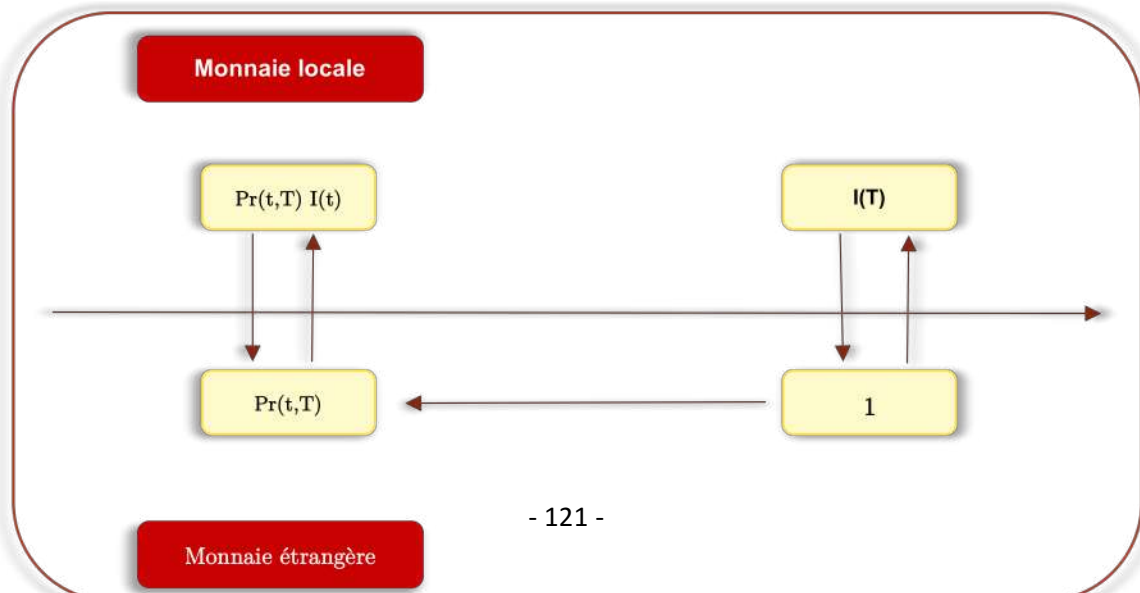 Monnaie locale
Pr(t,T) I(t)
I(T)
Pr(t,T)
1
- 121 -
Monnaie étrangère